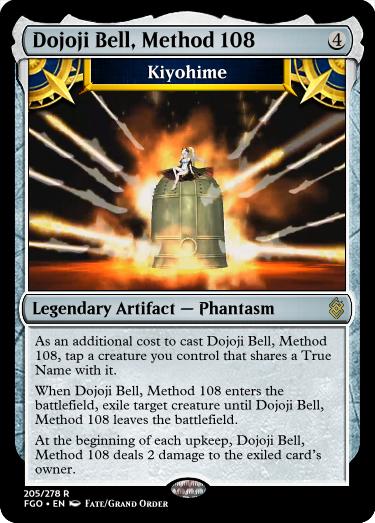 Dojoji Bell, Method 108 4
Kiyohime
Legendary Artifact — Phantasm
As an additional cost to cast Dojoji Bell, Method
108, tap a creature you control that shares a True
Name with it.
When Dojoji Bell, Method 108 enters the
battlefield, exile target creature until Dojoji Bell,
Method 108 leaves the battlefield.
At the beginning of each upkeep, Dojoji Bell,
Method 108 deals 2 damage to the exiled card's
owner.
205/278 R
FGO • EN Fate/Grand Order